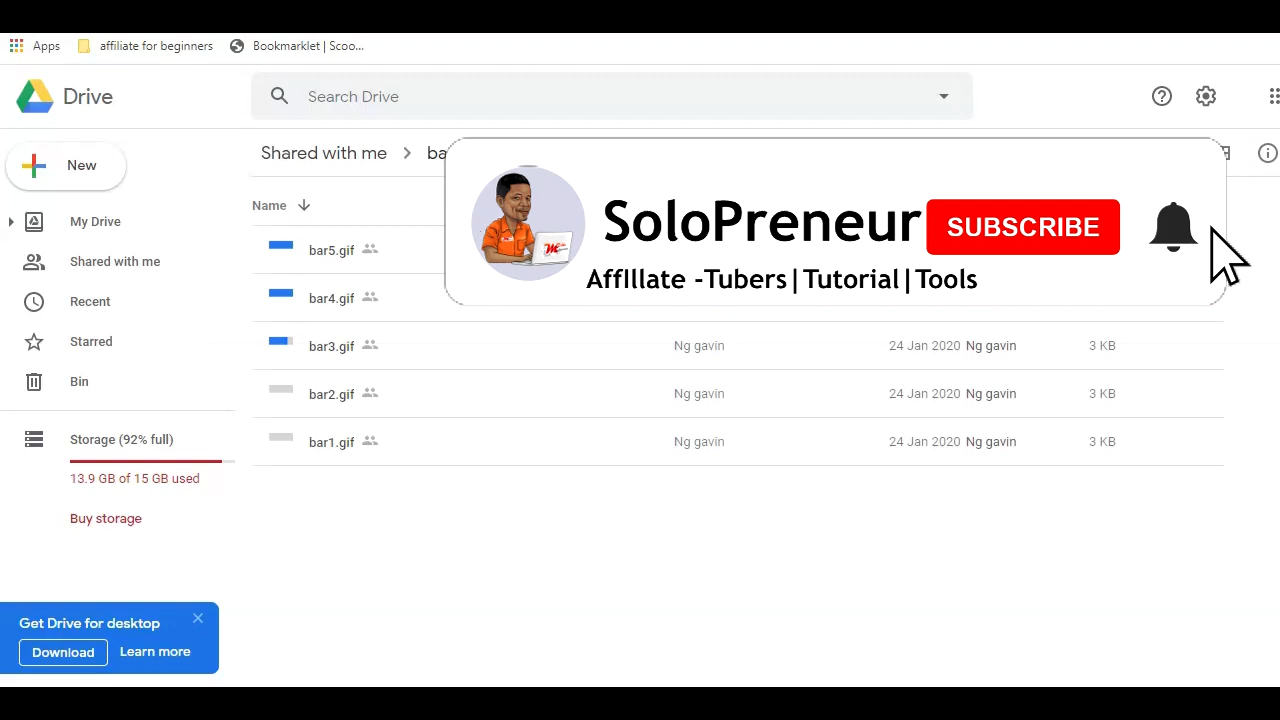 Apps affiliate for beginners Bookmarklet | Scoo...
Drive Search Drive
New
Shared with me > ba
Name
My Drive
Shared with me
Recent
Starred
Bin
Storage (92% full)
13.9 GB of 15 GB used
Buy storage
bar5.gif
bar4.gif
bar3.gif Ng gavin 24 Jan 2020 Ng gavin 3 KB
bar2.gif Ng gavin 24 Jan 2020 Ng gavin 3 KB
bar1.gif Ng gavin 24 Jan 2020 Ng gavin 3 KB
SoloPreneur SUBSCRIBE
AffIllate -Tubers|Tutorial|Tools
Get Drive for desktop
Download Learn more